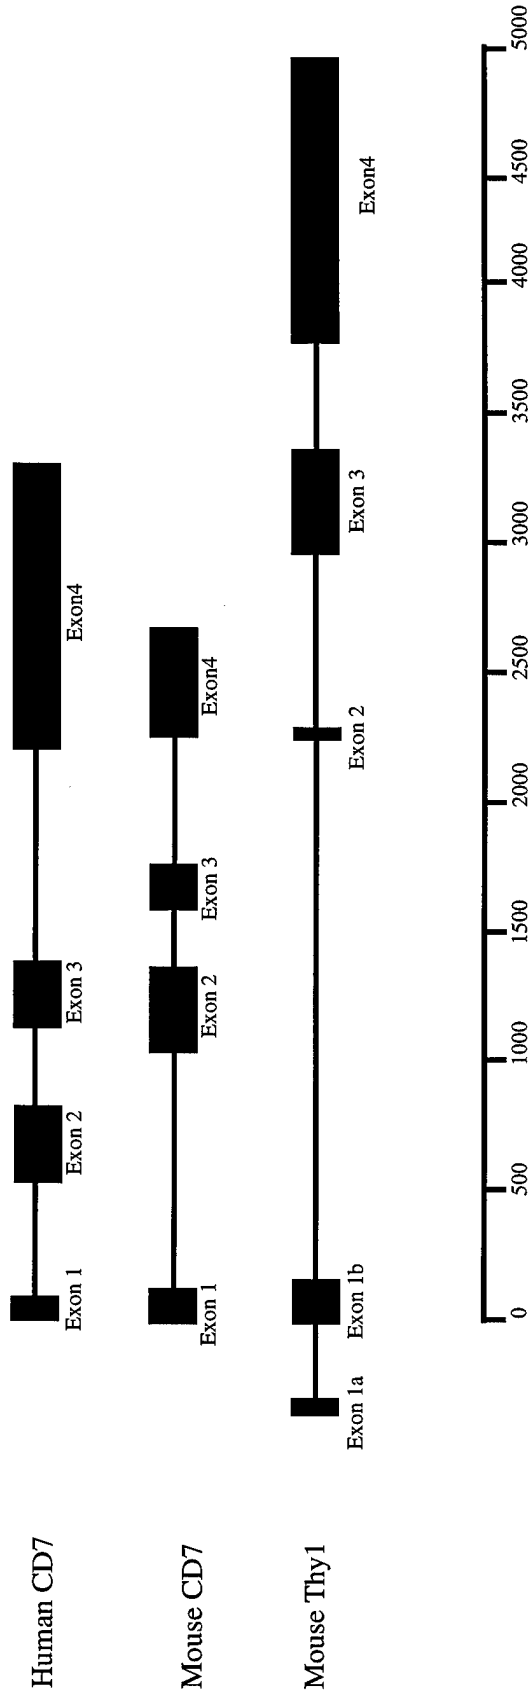 Human CD7
Exon 1
Exon 2
Exon 3
Exon4
Mouse CD7
Exon 1
Exon 2
Exon 3
Exon4
Mouse Thy1
Exon 1a
Exon 1b
Exon 2
Exon 3
Exon4
0
500
1000
1500
2000
2500
3000
3500
4000
4500
5000